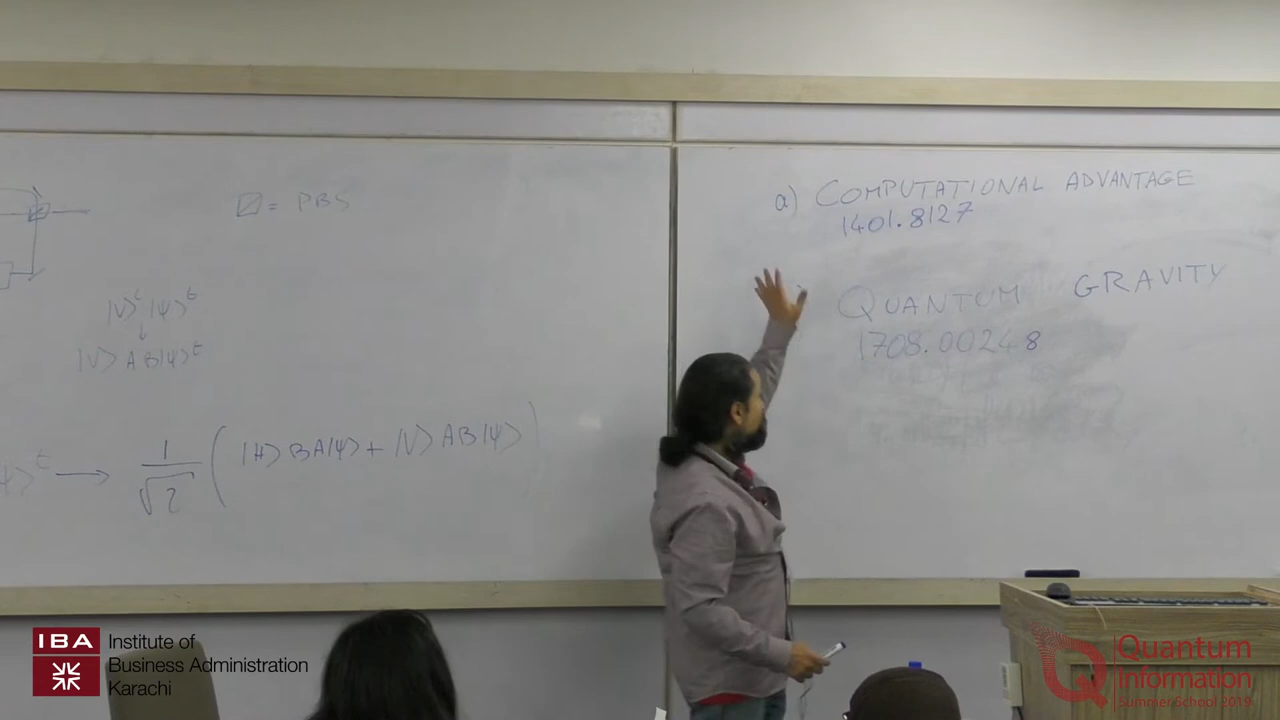 = PBS
|V>ᶜ|ψ>ᵗ
↓
|V> AB|ψ>ᵗ
ψ>ᵗ → 1/√2 ( |H> BA|ψ> + |V> AB|ψ> )
a) COMPUTATIONAL ADVANTAGE
1401.8127
QUANTUM GRAVITY
1708.00248
IBA
Institute of
Business Administration
Karachi
Quantum
Information
Summer School 2019